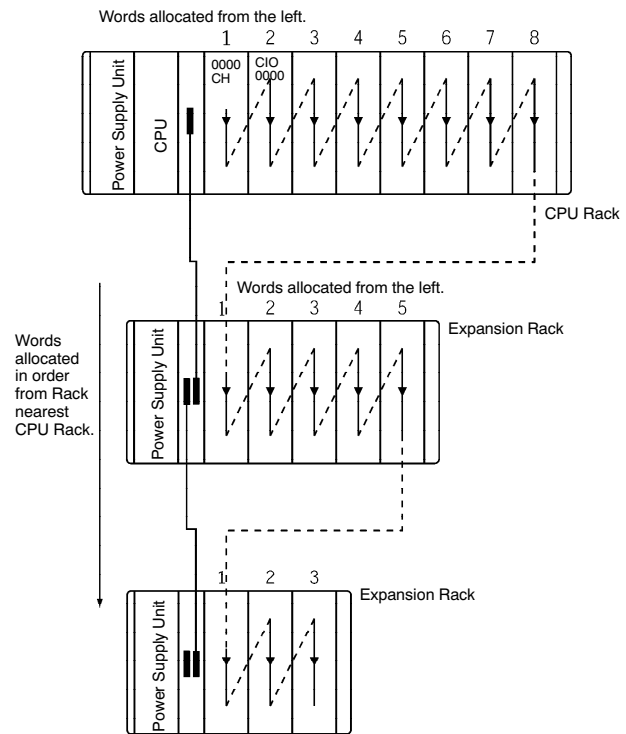 Words allocated from the left.
1 2 3 4 5 6 7 8
Power Supply Unit
CPU
0000
CH
CIO
0000
CPU Rack
Words allocated from the left.
1 2 3 4 5
Expansion Rack
Power Supply Unit
Words
allocated
in order
from Rack
nearest
CPU Rack.
1 2 3
Expansion Rack
Power Supply Unit